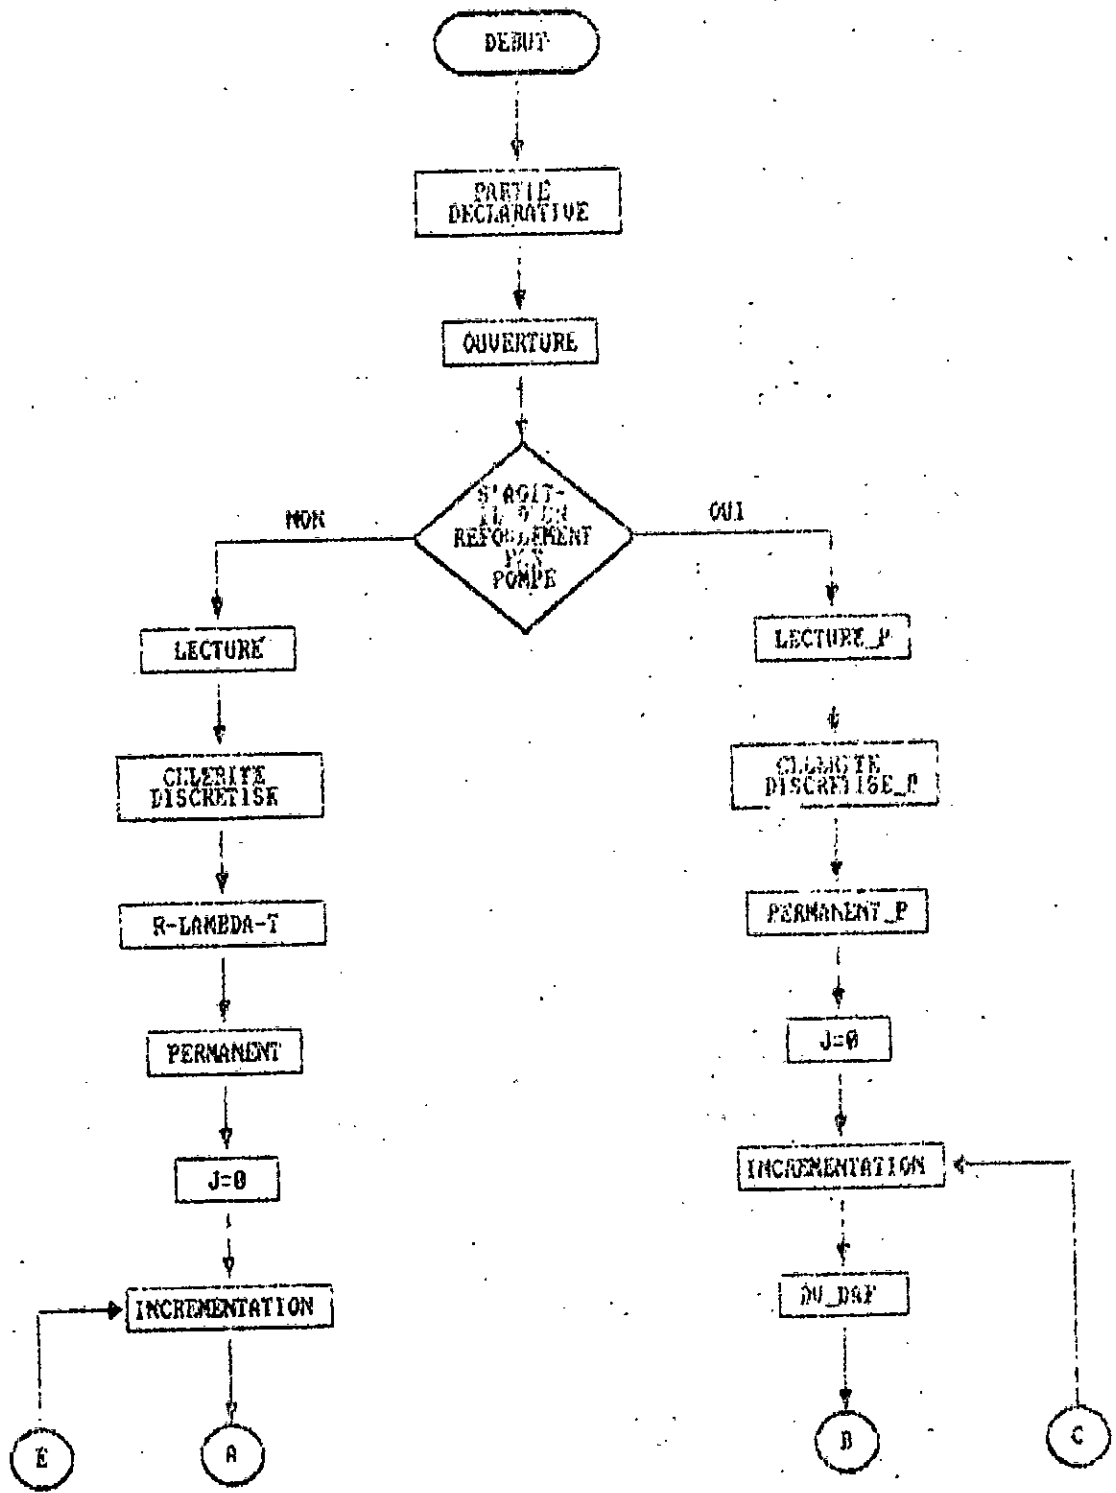 DEBUT
PARTIE
DECLARATIVE
OUVERTURE
S'AGIT-
IL D'UN
REFOULEMENT
PAR
POMPE
NON
OUI
LECTURE
LECTURE_P
CELERITE
DISCRETISE
CELERITE
DISCRETISE_P
R-LAMBDA-T
PERMANENT_P
PERMANENT
J=0
J=0
INCREMENTATION
INCREMENTATION
E
A
B
C